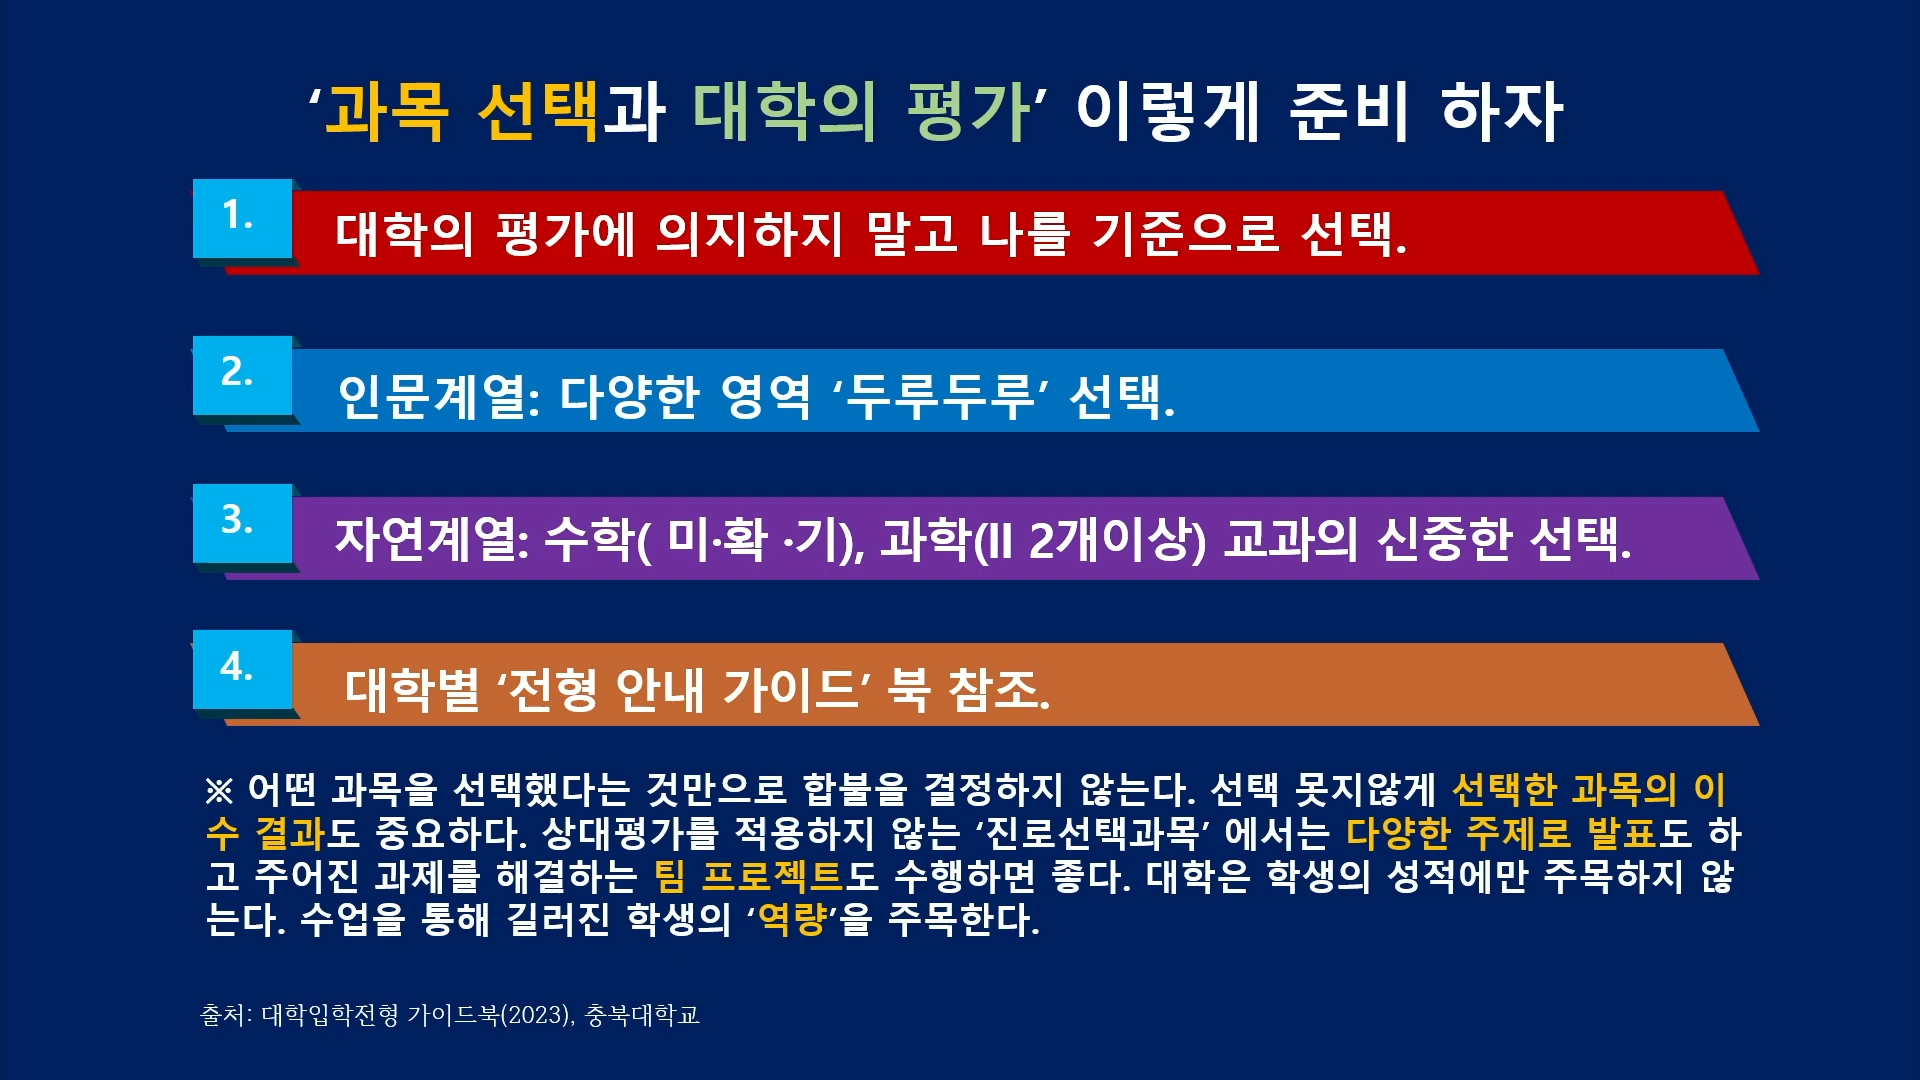 ‘과목 선택과 대학의 평가’ 이렇게 준비 하자
1. 대학의 평가에 의지하지 말고 나를 기준으로 선택.
2. 인문계열: 다양한 영역 ‘두루두루’ 선택.
3. 자연계열: 수학( 미·확 ·기), 과학(II 2개이상) 교과의 신중한 선택.
4. 대학별 ‘전형 안내 가이드’ 북 참조.
※ 어떤 과목을 선택했다는 것만으로 합불을 결정하지 않는다. 선택 못지않게 선택한 과목의 이
수 결과도 중요하다. 상대평가를 적용하지 않는 ‘진로선택과목’ 에서는 다양한 주제로 발표도 하
고 주어진 과제를 해결하는 팀 프로젝트도 수행하면 좋다. 대학은 학생의 성적에만 주목하지 않
는다. 수업을 통해 길러진 학생의 ‘역량’을 주목한다.
출처: 대학입학전형 가이드북(2023), 충북대학교